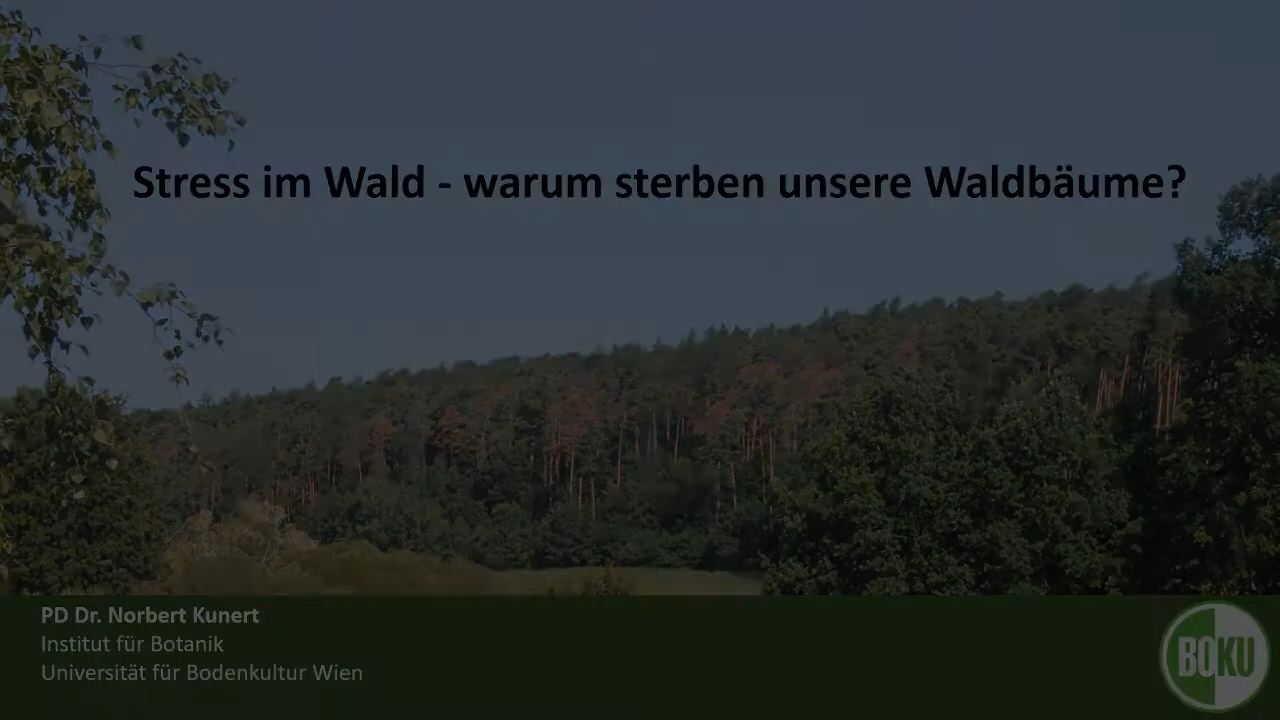 Stress im Wald - warum sterben unsere Waldbäume?
PD Dr. Norbert Kunert
Institut für Botanik
Universität für Bodenkultur Wien
BOKU